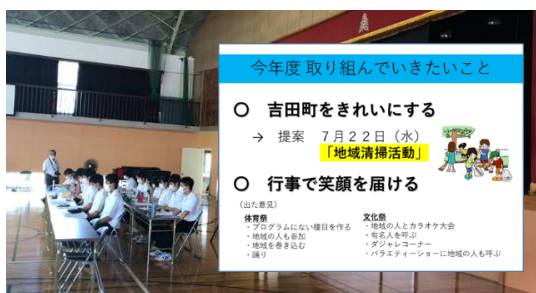 今年度 取り組んでいきたいこと
○ 吉田町をきれいにする
→ 提案 7月22日（水）
「地域清掃活動」
○ 行事で笑顔を届ける
（出た意見）
体育祭
・プログラムにない種目を作る
・地域の人も参加
・地域を巻き込む
・踊り
文化祭
・地域の人とカラオケ大会
・有名人を呼ぶ
・ダジャレコーナー
・バラエティーショーに地域の人も呼ぶ